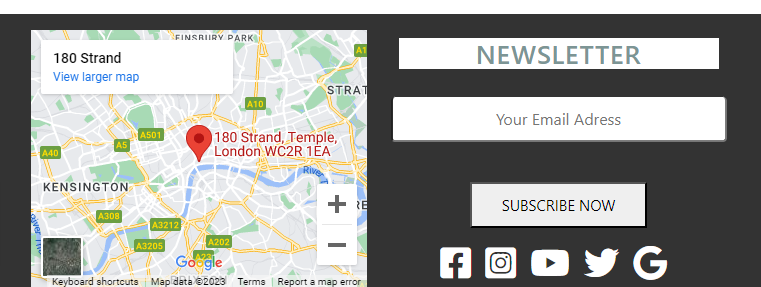 FINSBURY PARK
180 Strand
View larger map
A10
STRAT
A501
A5
A40
180 Strand, Temple,
London WC2R 1EA
KENSINGTON
River
A308
A3212
A3205
A202
A23
Google
Keyboard shortcuts
Map data ©2023
Terms
Report a map error
NEWSLETTER
Your Email Adress
SUBSCRIBE NOW